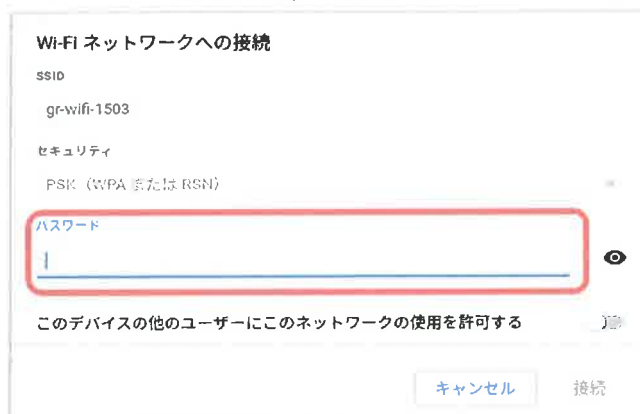 Wi-Fi ネットワークへの接続
SSID
gr-wifi-1503
セキュリティ
PSK（WPA または RSN）
パスワード
このデバイスの他のユーザーにこのネットワークの使用を許可する
キャンセル 接続